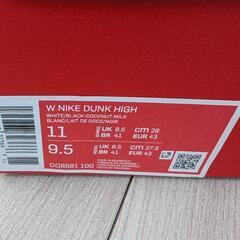 W NIKE DUNK HIGH
WHITE/BLACK-COCONUT MILK
BLANC/LAIT DE COCO/NOIR
11 UK 8.5 CM 28
BR 41 EUR 43
9.5 UK 8.5 CM 27.5
BR 41 EUR 43
DQ8581 100